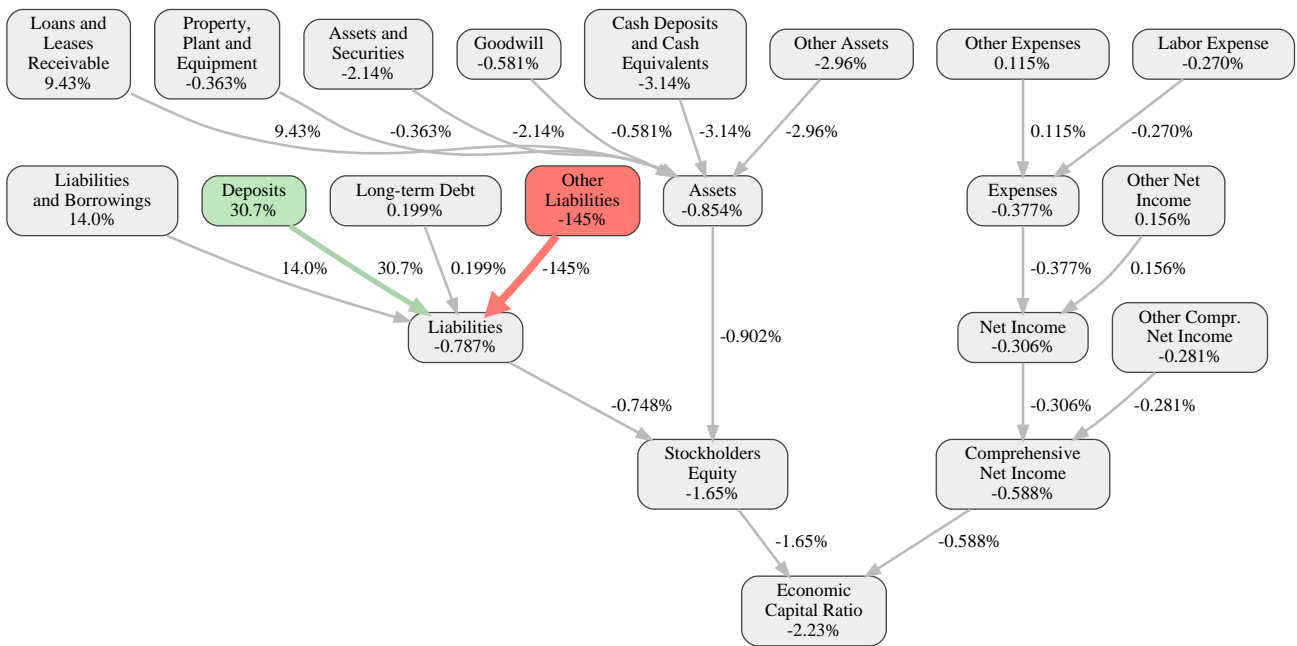 Loans and
Leases
Receivable
9.43%
Property,
Plant and
Equipment
-0.363%
Assets and
Securities
-2.14%
Goodwill
-0.581%
Cash Deposits
and Cash
Equivalents
-3.14%
Other Assets
-2.96%
Other Expenses
0.115%
Labor Expense
-0.270%
9.43%
-0.363%
-2.14%
-0.581%
-3.14%
-2.96%
0.115%
-0.270%
Liabilities
and Borrowings
14.0%
Deposits
30.7%
Long-term Debt
0.199%
Other
Liabilities
-145%
Assets
-0.854%
Expenses
-0.377%
Other Net
Income
0.156%
14.0%
30.7%
0.199%
-145%
-0.377%
0.156%
Liabilities
-0.787%
-0.902%
Net Income
-0.306%
Other Compr.
Net Income
-0.281%
-0.748%
-0.306%
-0.281%
Stockholders
Equity
-1.65%
Comprehensive
Net Income
-0.588%
-1.65%
-0.588%
Economic
Capital Ratio
-2.23%